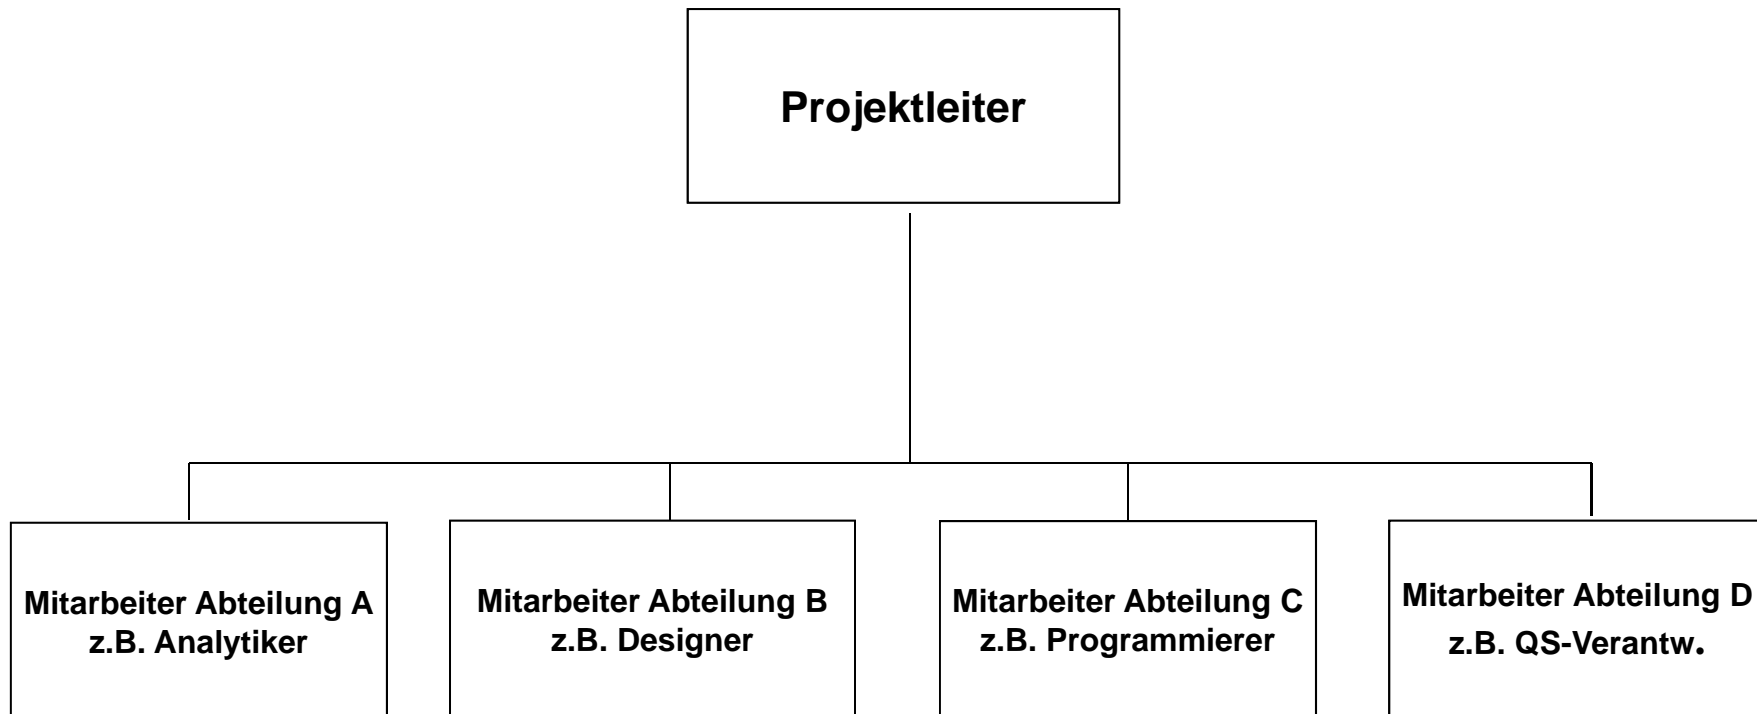 Projektleiter
Mitarbeiter Abteilung A
z.B. Analytiker
Mitarbeiter Abteilung B
z.B. Designer
Mitarbeiter Abteilung C
z.B. Programmierer
Mitarbeiter Abteilung D
z.B. QS-Verantw.